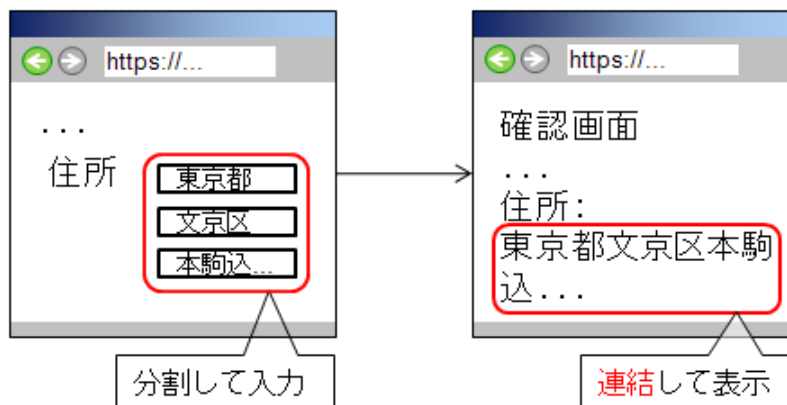 https://...
...
住所
東京都
文京区
本駒込...
分割して入力
https://...
確認画面
...
住所:
東京都文京区本駒
込...
連結して表示